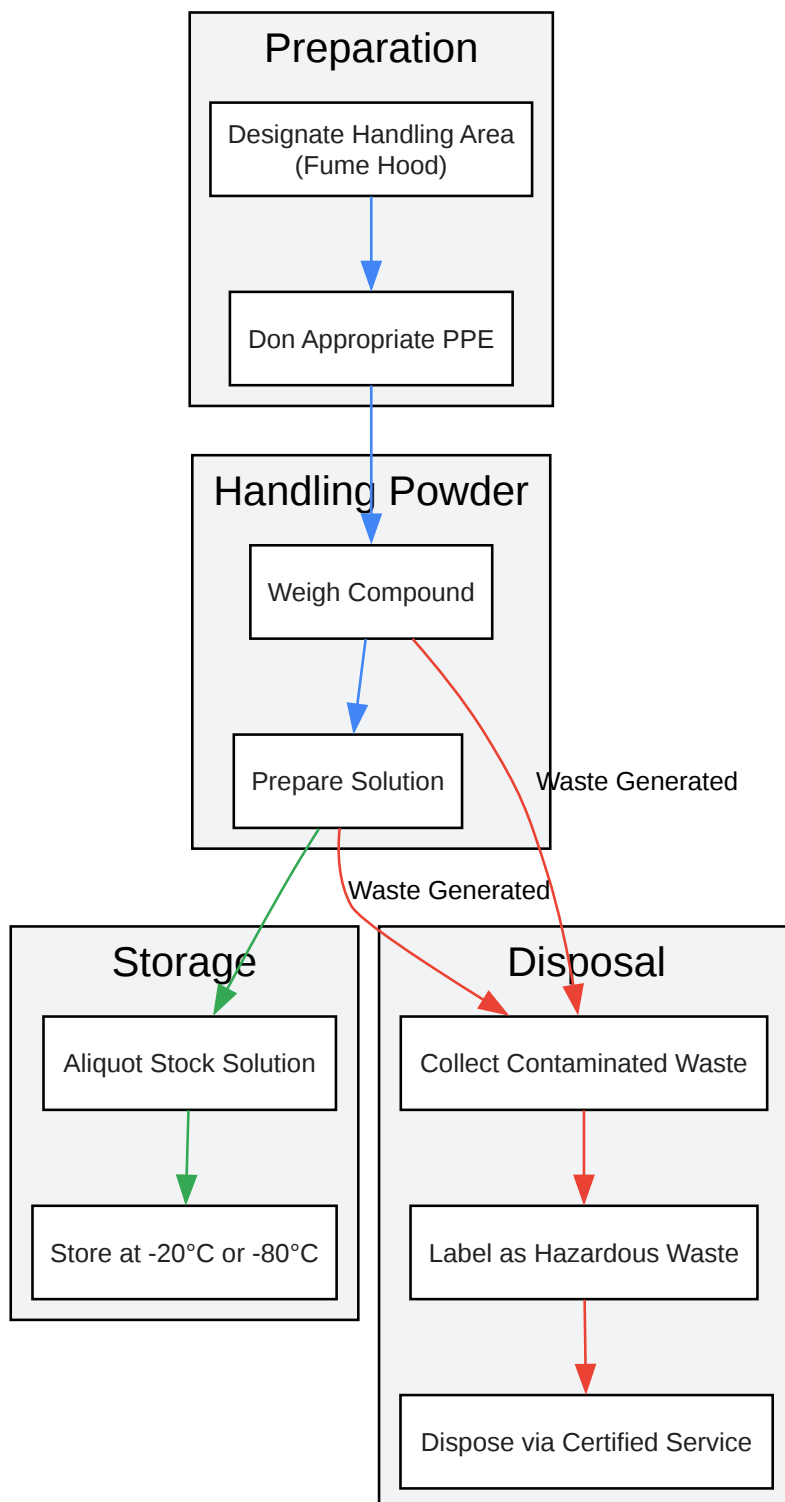 Preparation
Designate Handling Area
(Fume Hood)
Don Appropriate PPE
Handling Powder
Weigh Compound
Prepare Solution
Waste Generated
Waste Generated
Storage
Aliquot Stock Solution
Store at -20°C or -80°C
Disposal
Collect Contaminated Waste
Label as Hazardous Waste
Dispose via Certified Service